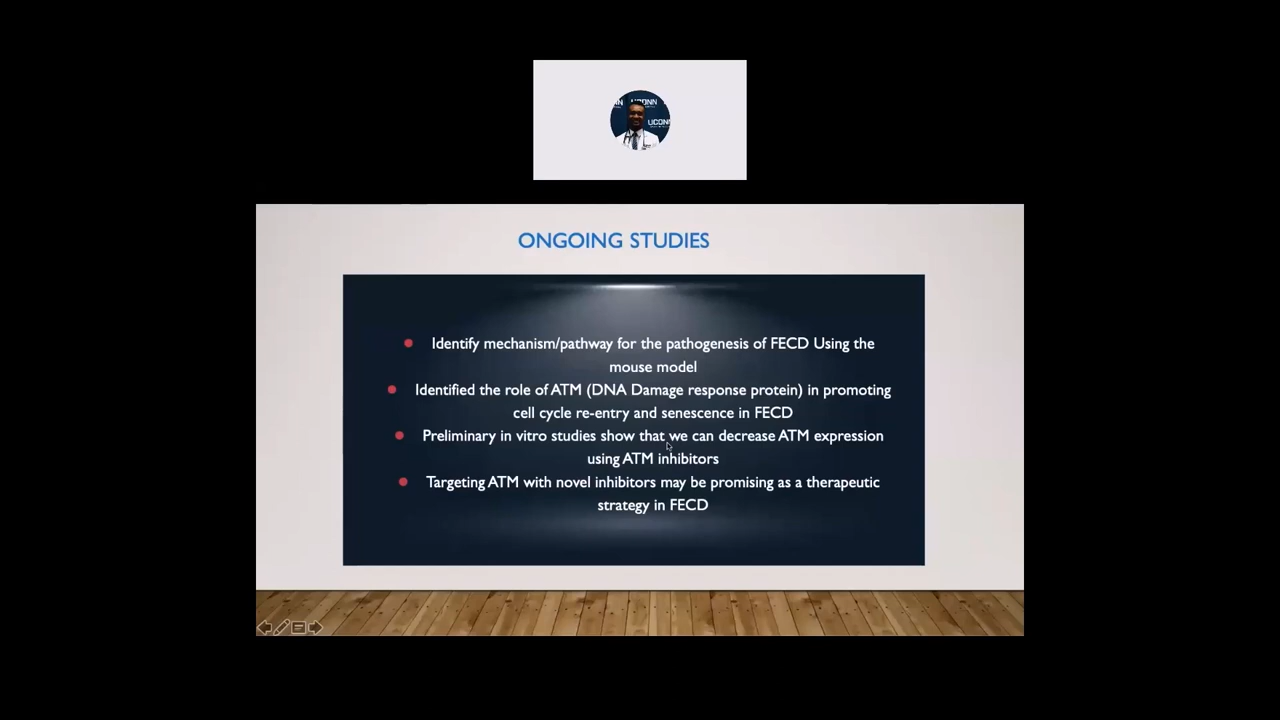 UCONN
UCONN
ONGOING STUDIES
Identify mechanism/pathway for the pathogenesis of FECD Using the
mouse model
Identified the role of ATM (DNA Damage response protein) in promoting
cell cycle re-entry and senescence in FECD
Preliminary in vitro studies show that we can decrease ATM expression
using ATM inhibitors
Targeting ATM with novel inhibitors may be promising as a therapeutic
strategy in FECD